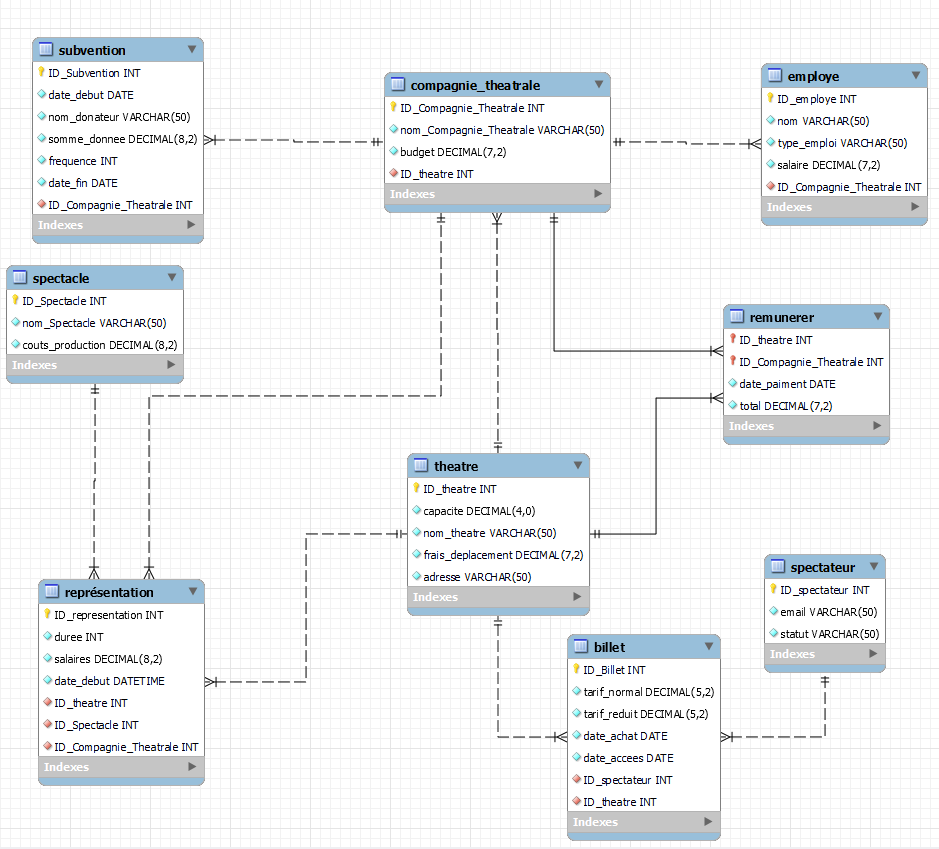 subvention
ID_Subvention INT
date_debut DATE
nom_donateur VARCHAR(50)
somme_donnee DECIMAL(8,2)
frequence INT
date_fin DATE
ID_Compagnie_Theatrale INT
Indexes
compagnie_theatrale
ID_Compagnie_Theatrale INT
nom_Compagnie_Theatrale VARCHAR(50)
budget DECIMAL(7,2)
ID_theatre INT
Indexes
employe
ID_employe INT
nom VARCHAR(50)
type_emploi VARCHAR(50)
salaire DECIMAL(7,2)
ID_Compagnie_Theatrale INT
Indexes
spectacle
ID_Spectacle INT
nom_Spectacle VARCHAR(50)
couts_production DECIMAL(8,2)
Indexes
remunerer
ID_theatre INT
ID_Compagnie_Theatrale INT
date_paiment DATE
total DECIMAL(7,2)
Indexes
theatre
ID_theatre INT
capacite DECIMAL(4,0)
nom_theatre VARCHAR(50)
frais_deplacement DECIMAL(7,2)
adresse VARCHAR(50)
Indexes
représentation
ID_representation INT
duree INT
salaires DECIMAL(8,2)
date_debut DATETIME
ID_theatre INT
ID_Spectacle INT
ID_Compagnie_Theatrale INT
Indexes
spectateur
ID_spectateur INT
email VARCHAR(50)
statut VARCHAR(50)
Indexes
billet
ID_Billet INT
tarif_normal DECIMAL(5,2)
tarif_reduit DECIMAL(5,2)
date_achat DATE
date_accees DATE
ID_spectateur INT
ID_theatre INT
Indexes